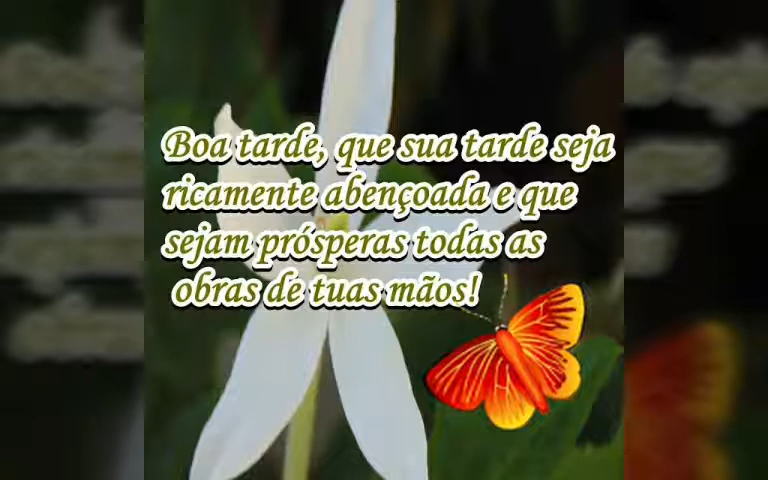 Boa tarde, que sua tarde seja
ricamente abençoada e que
sejam prósperas todas as
obras de tuas mãos!